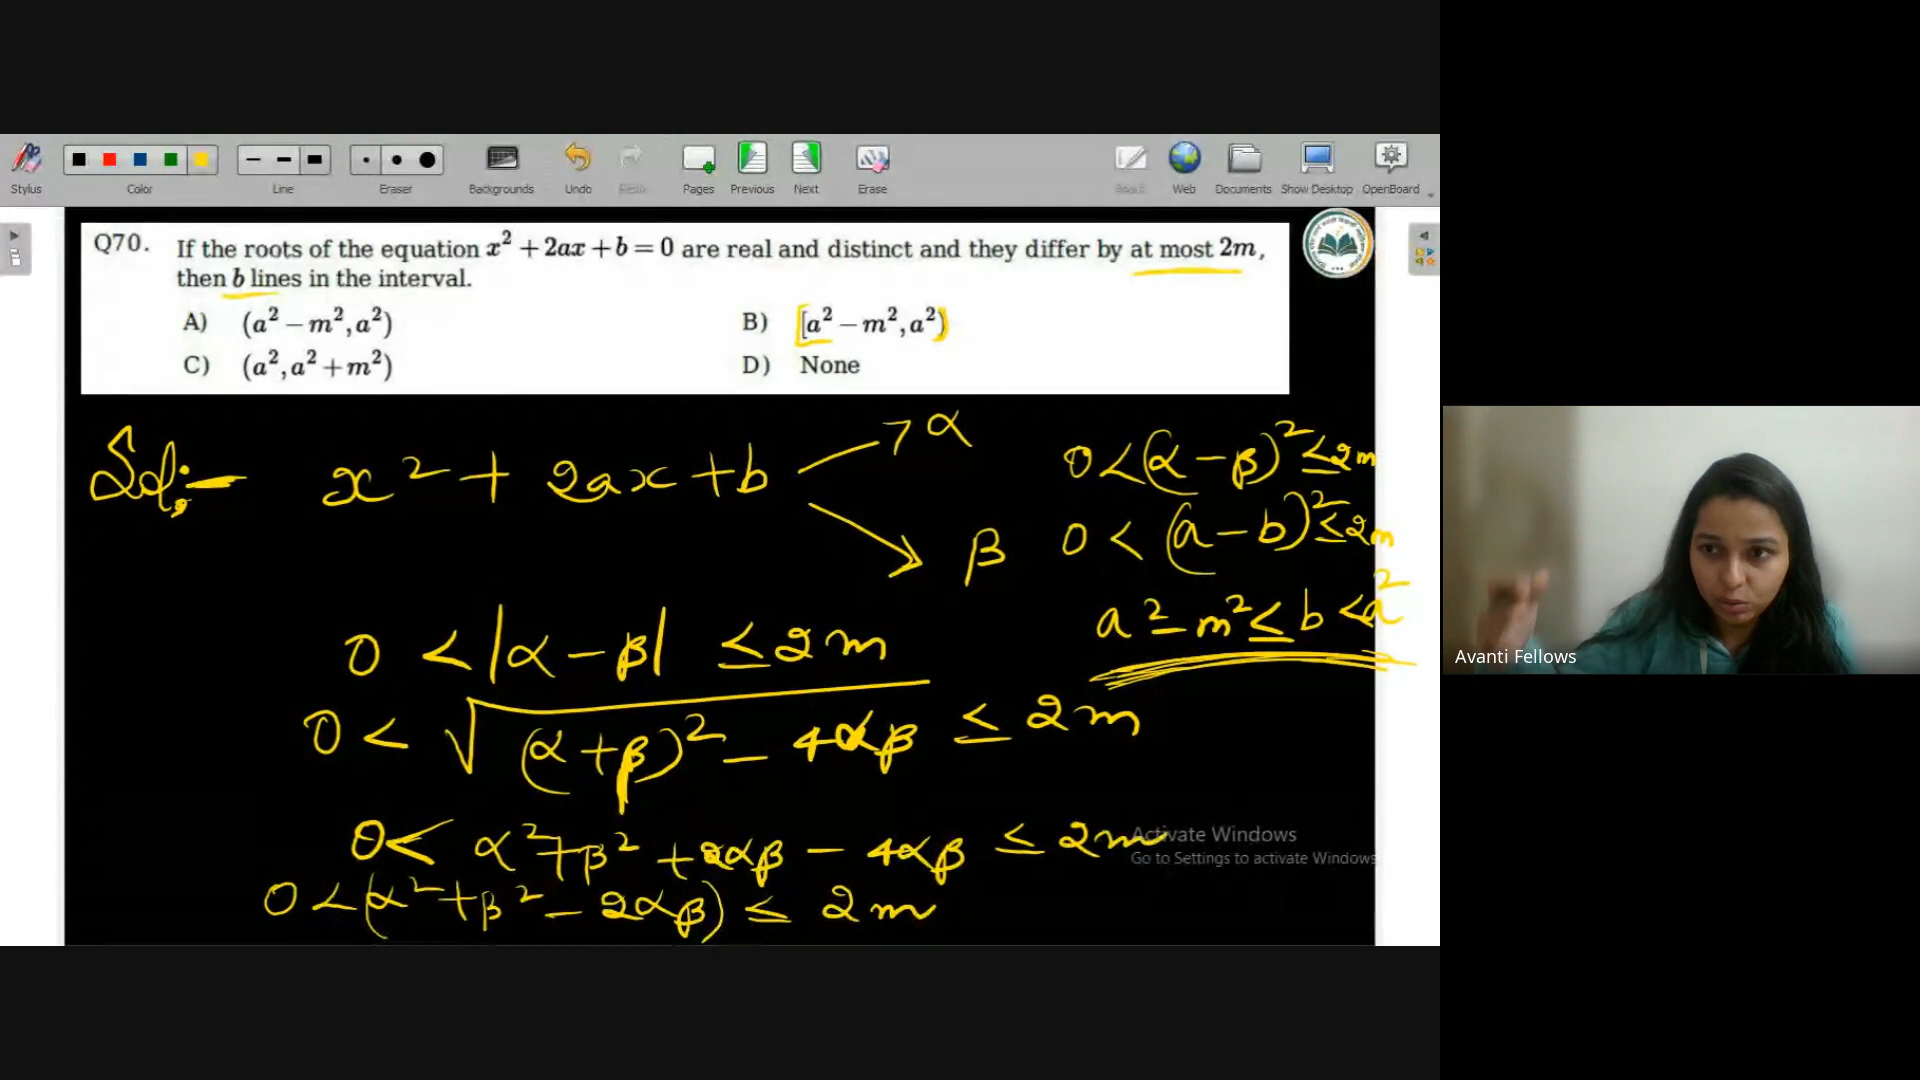 Stylus
Color
Line
Eraser
Backgrounds
Undo
Redo
Pages
Previous
Next
Erase
Board
Web
Documents
Show Desktop
OpenBoard
Q70. If the roots of the equation x² + 2ax + b = 0 are real and distinct and they differ by at most 2m,
then b lines in the interval.
A) (a² − m², a²)
B) [a² − m², a²)
C) (a², a² + m²)
D) None
Sol:-
x² + 2ax + b
α
β
0 < (α − β)² ≤ 2m
0 < (a − b)² ≤ 2m
a² − m² ≤ b < a²
0 < |α − β| ≤ 2m
0 < √(α + β)² − 4αβ ≤ 2m
0 < α² + β² + 2αβ − 4αβ ≤ 2m
0 < (α² + β² − 2αβ) ≤ 2m
Activate Windows
Go to Settings to activate Windows
Avanti Fellows